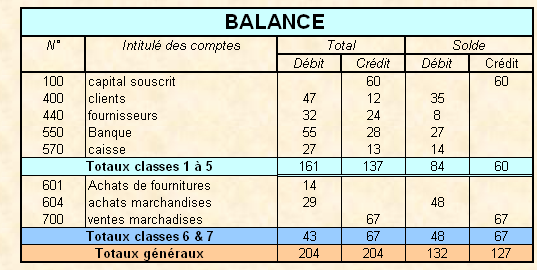 BALANCE
N° Intitulé des comptes Total Solde
Débit Crédit Débit Crédit
100 capital souscrit 60 60
400 clients 47 12 35
440 fournisseurs 32 24 8
550 Banque 55 28 27
570 caisse 27 13 14
Totaux classes 1 à 5 161 137 84 60
601 Achats de fournitures 14
604 achats marchandises 29 48
700 ventes marchadises 67 67
Totaux classes 6 & 7 43 67 48 67
Totaux généraux 204 204 132 127